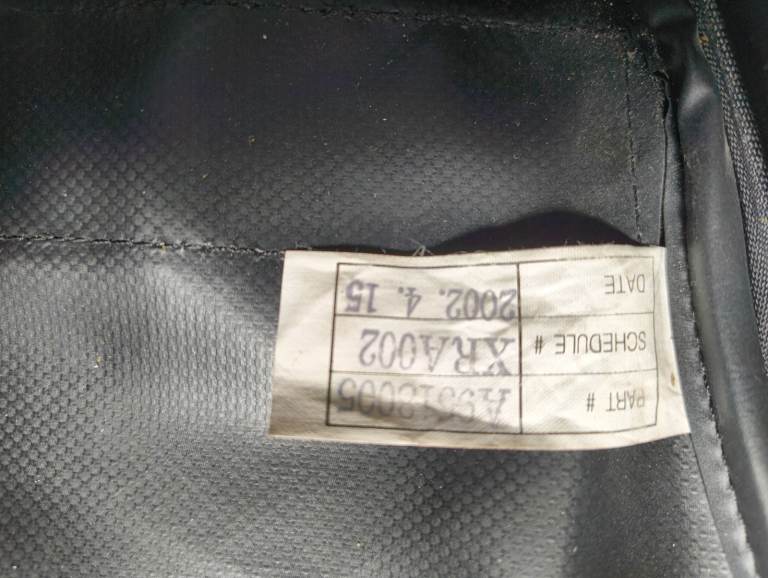 PART #
SCHEDULE # XRA002
DATE 2002. 4. 15